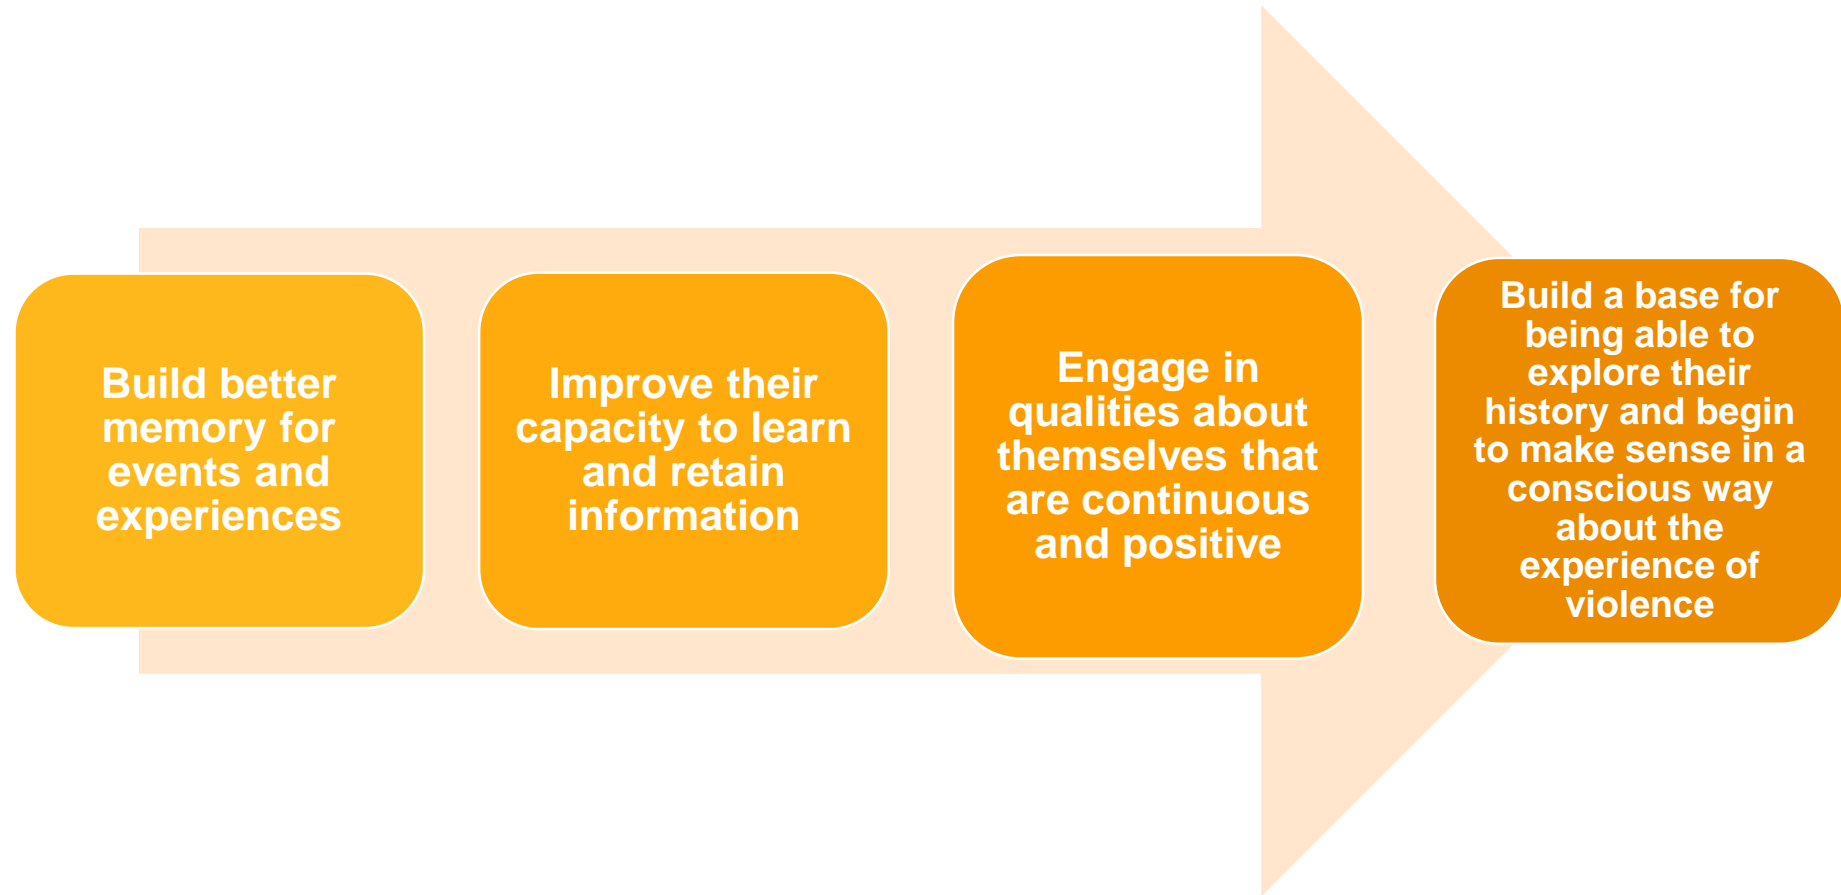 Build better
memory for
events and
experiences
Improve their
capacity to learn
and retain
information
Engage in
qualities about
themselves that
are continuous
and positive
Build a base for
being able to
explore their
history and begin
to make sense in a
conscious way
about the
experience of
violence